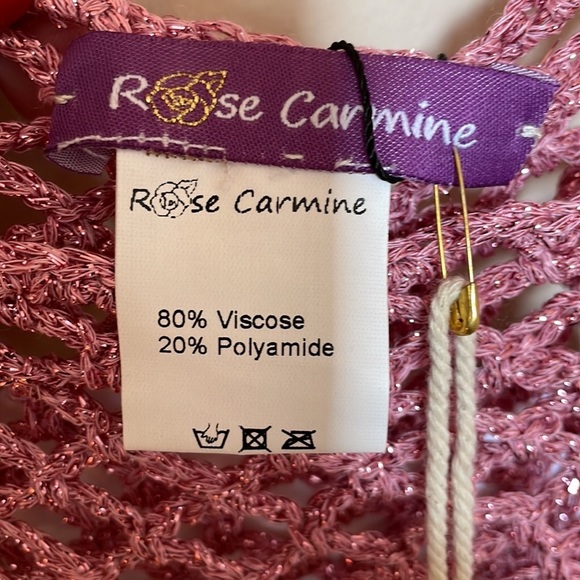 Rose Carmine
Rose Carmine
80% Viscose
20% Polyamide